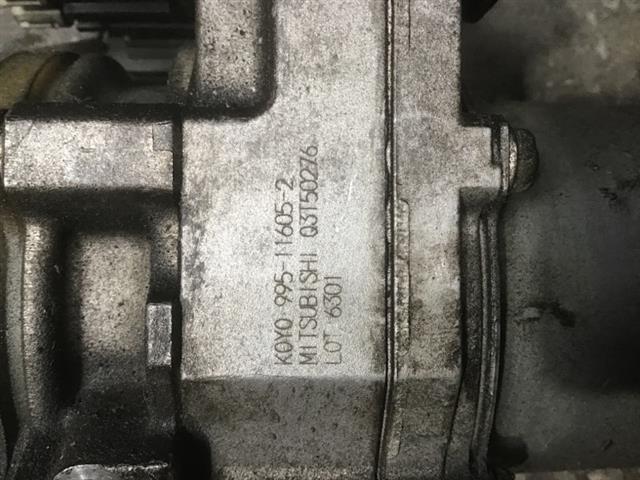 KOYO 995-11605-2
MITSUBISHI Q3T50276
LOT 6301